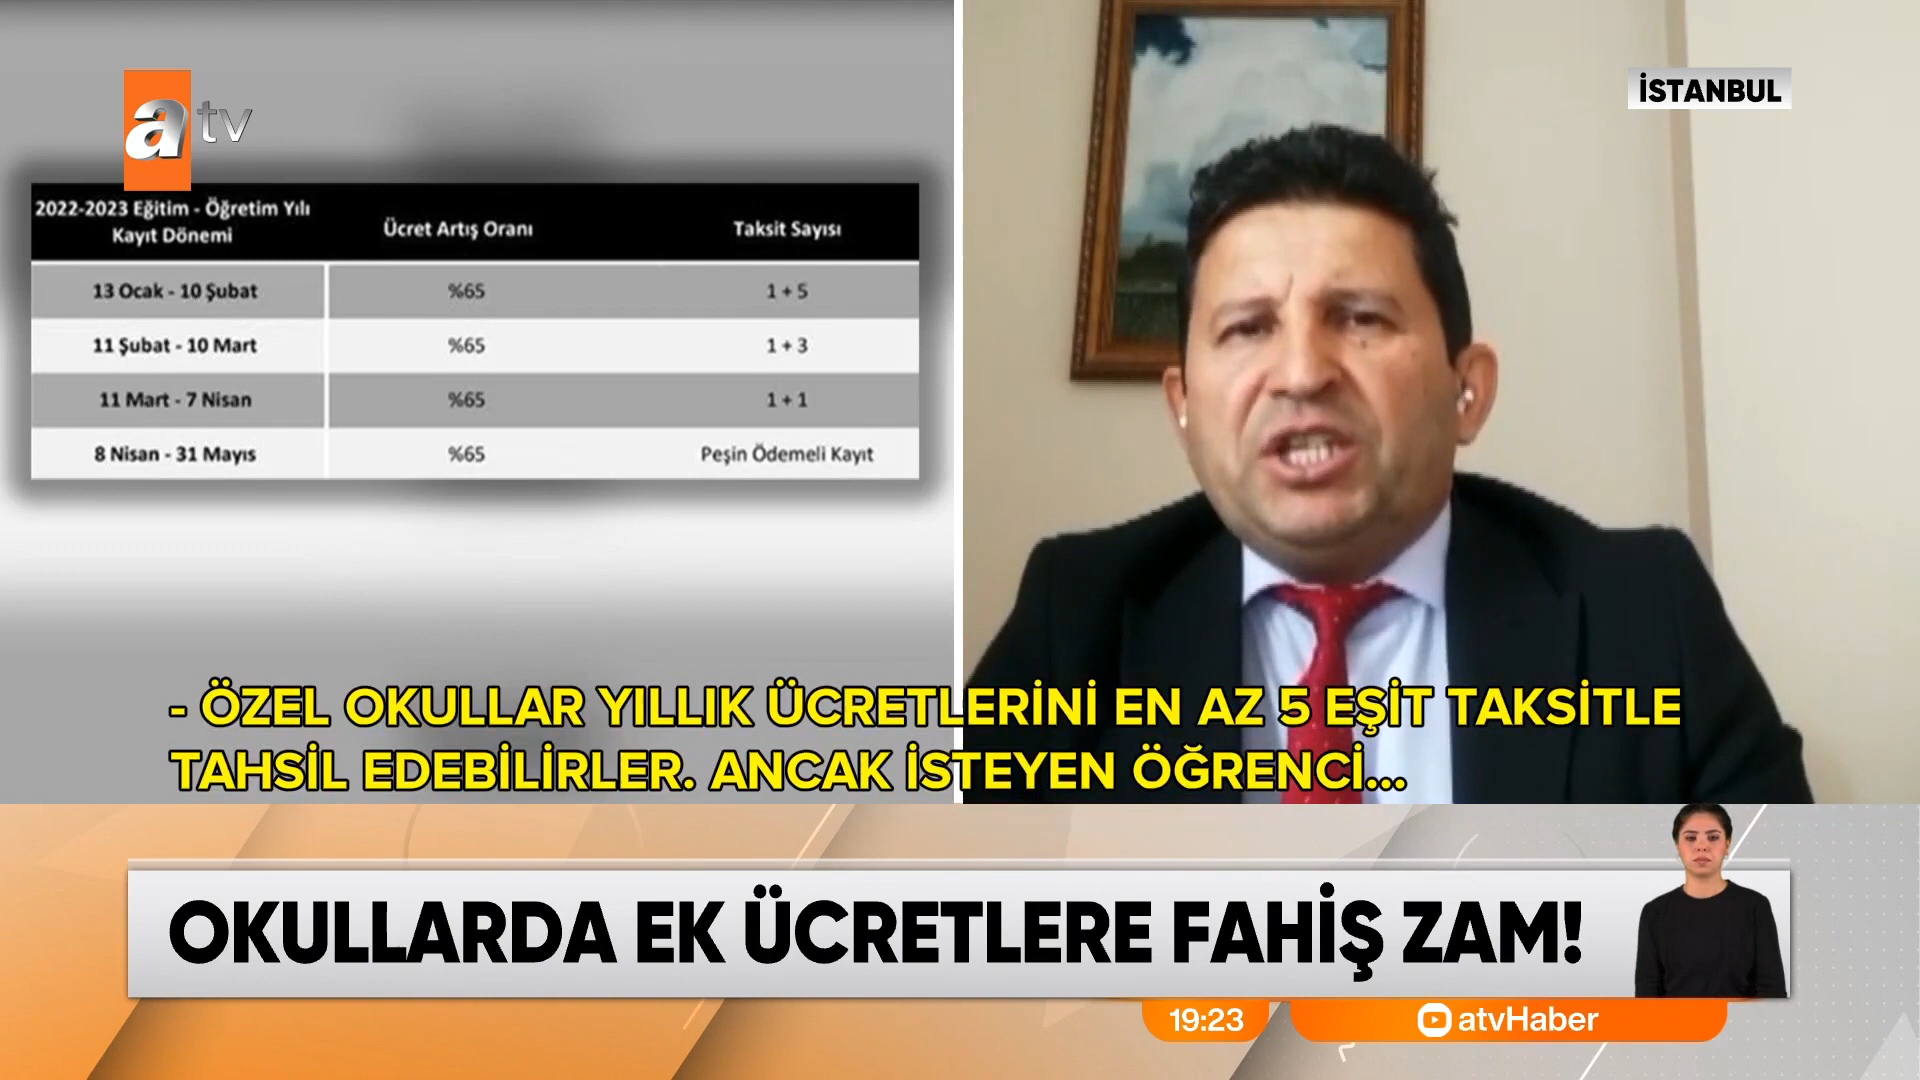 a tv
İSTANBUL
2022-2023 Eğitim - Öğretim Yılı
Kayıt Dönemi
Ücret Artış Oranı
Taksit Sayısı
13 Ocak - 10 Şubat %65 1 + 5
11 Şubat - 10 Mart %65 1 + 3
11 Mart - 7 Nisan %65 1 + 1
8 Nisan - 31 Mayıs %65 Peşin Ödemeli Kayıt
- ÖZEL OKULLAR YILLIK ÜCRETLERİNİ EN AZ 5 EŞİT TAKSİTLE
TAHSİL EDEBİLİRLER. ANCAK İSTEYEN ÖĞRENCİ...
OKULLARDA EK ÜCRETLERE FAHİŞ ZAM!
19:23
atvHaber